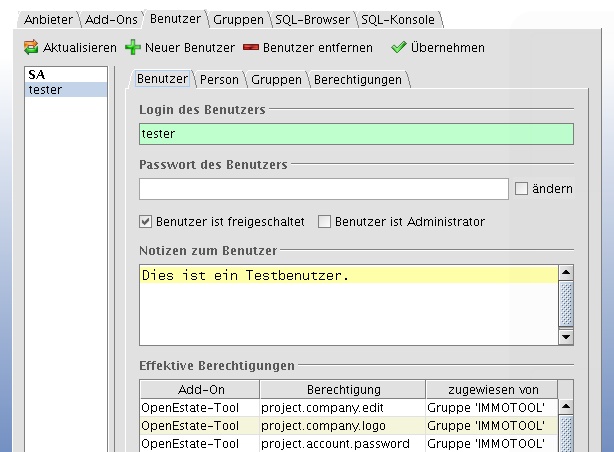 Anbieter Add-Ons Benutzer Gruppen SQL-Browser SQL-Konsole
Aktualisieren Neuer Benutzer Benutzer entfernen Übernehmen
SA
tester
Benutzer Person Gruppen Berechtigungen
Login des Benutzers
tester
Passwort des Benutzers
ändern
Benutzer ist freigeschaltet Benutzer ist Administrator
Notizen zum Benutzer
Dies ist ein Testbenutzer.
Effektive Berechtigungen
Add-On Berechtigung zugewiesen von
OpenEstate-Tool project.company.edit Gruppe 'IMMOTOOL'
OpenEstate-Tool project.company.logo Gruppe 'IMMOTOOL'
OpenEstate-Tool project.account.password Gruppe 'IMMOTOOL'